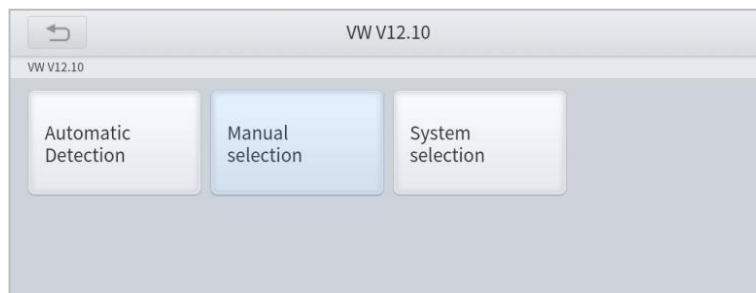 VW V12.10
VW V12.10
Automatic
Detection
Manual
selection
System
selection